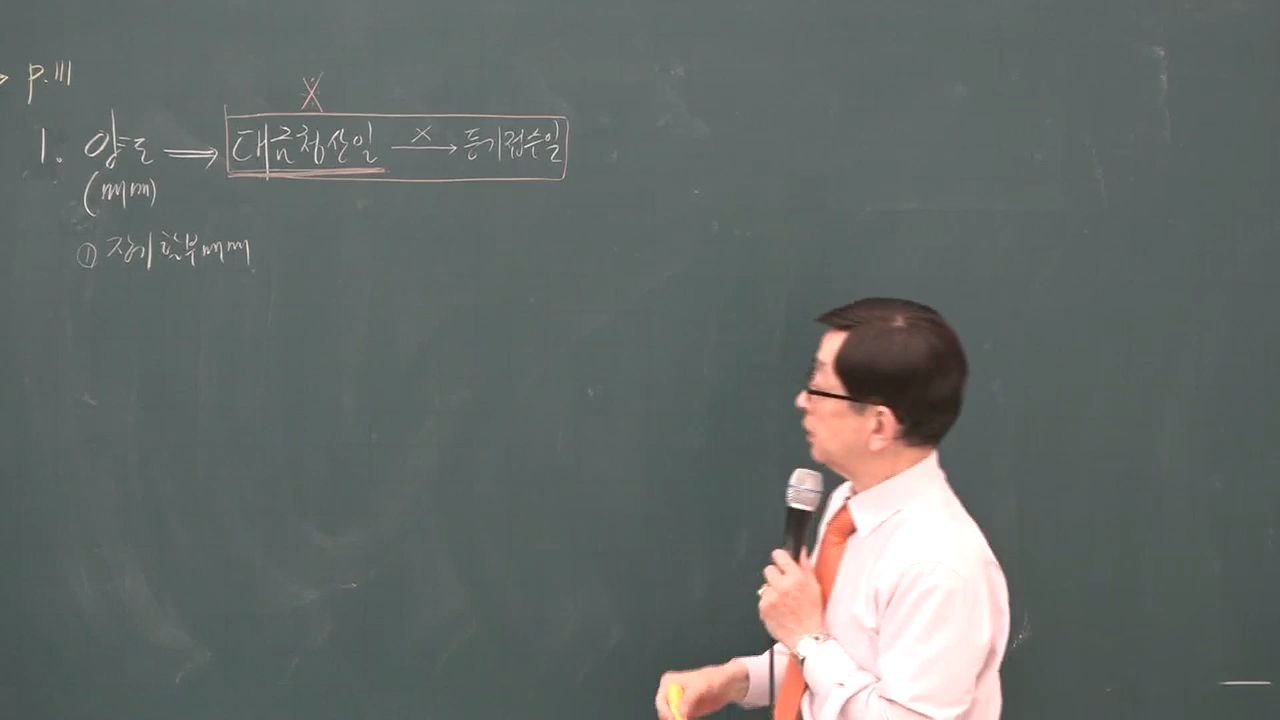 → p.111
※
1. 양도 ⟹ 대금청산일 —x→ 등기접수일
(매매)
① 장기할부매매